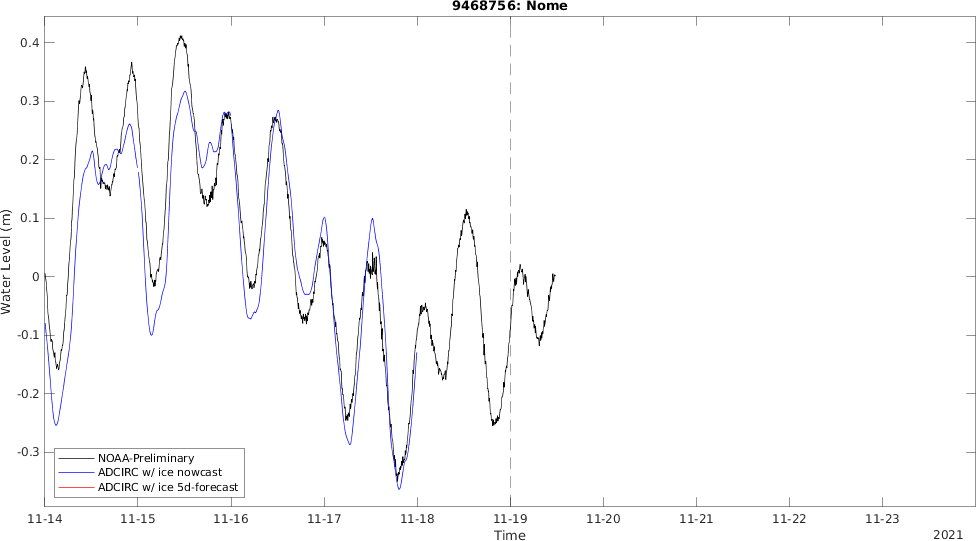 9468756: Nome
0.4
0.3
0.2
0.1
0
-0.1
-0.2
-0.3
Water Level (m)
NOAA-Preliminary
ADCIRC w/ ice nowcast
ADCIRC w/ ice 5d-forecast
11-14 11-15 11-16 11-17 11-18 11-19 11-20 11-21 11-22 11-23
Time
2021